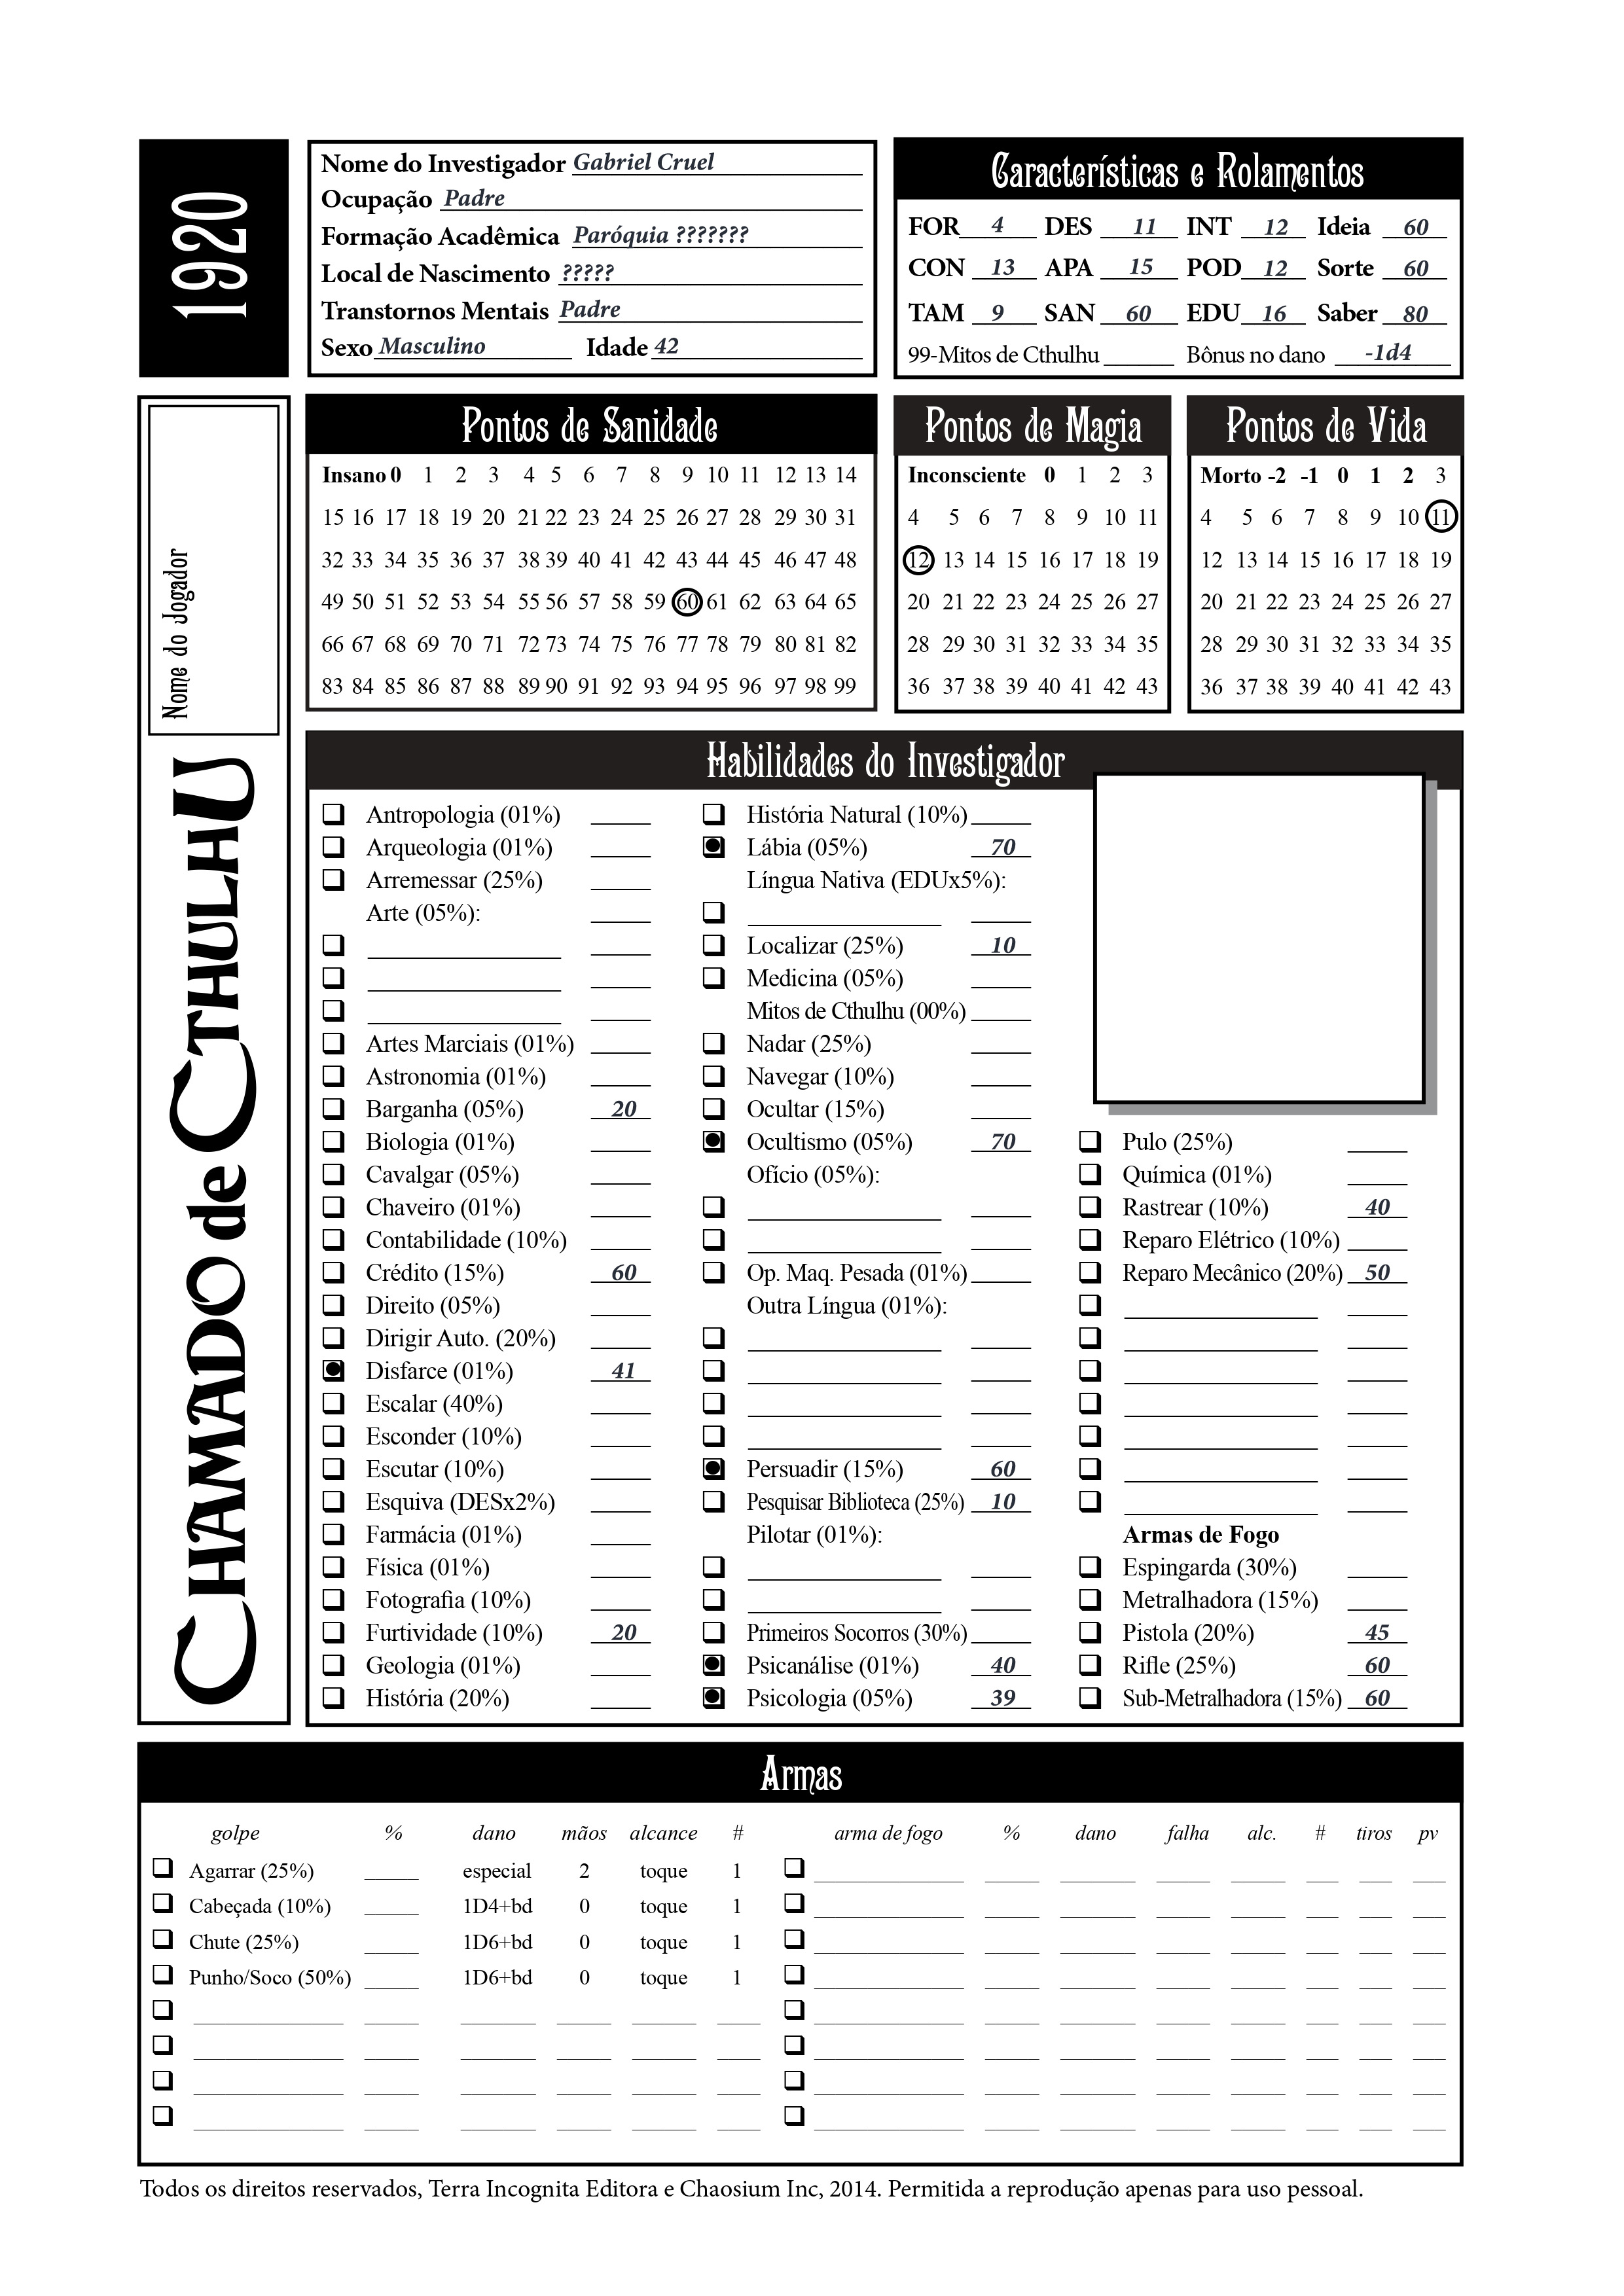 1920
Nome do Investigador Gabriel Cruel
Ocupação Padre
Formação Acadêmica Paróquia ???????
Local de Nascimento ?????
Transtornos Mentais Padre
Sexo Masculino Idade 42
Características e Rolamentos
FOR 4 DES 11 INT 12 Ideia 60
CON 13 APA 15 POD 12 Sorte 60
TAM 9 SAN 60 EDU 16 Saber 80
99-Mitos de Cthulhu Bônus no dano -1d4
Nome do Jogador
CHAMADO de CTHULHU
Pontos de Sanidade
Insano 0 1 2 3 4 5 6 7 8 9 10 11 12 13 14
15 16 17 18 19 20 21 22 23 24 25 26 27 28 29 30 31
32 33 34 35 36 37 38 39 40 41 42 43 44 45 46 47 48
49 50 51 52 53 54 55 56 57 58 59 60 61 62 63 64 65
66 67 68 69 70 71 72 73 74 75 76 77 78 79 80 81 82
83 84 85 86 87 88 89 90 91 92 93 94 95 96 97 98 99
Pontos de Magia
Inconsciente 0 1 2 3
4 5 6 7 8 9 10 11
12 13 14 15 16 17 18 19
20 21 22 23 24 25 26 27
28 29 30 31 32 33 34 35
36 37 38 39 40 41 42 43
Pontos de Vida
Morto -2 -1 0 1 2 3
4 5 6 7 8 9 10 11
12 13 14 15 16 17 18 19
20 21 22 23 24 25 26 27
28 29 30 31 32 33 34 35
36 37 38 39 40 41 42 43
Habilidades do Investigador
Antropologia (01%)
Arqueologia (01%)
Arremessar (25%)
Arte (05%):
Artes Marciais (01%)
Astronomia (01%)
Barganha (05%) 20
Biologia (01%)
Cavalgar (05%)
Chaveiro (01%)
Contabilidade (10%)
Crédito (15%) 60
Direito (05%)
Dirigir Auto. (20%)
Disfarce (01%) 41
Escalar (40%)
Esconder (10%)
Escutar (10%)
Esquiva (DESx2%)
Farmácia (01%)
Física (01%)
Fotografia (10%)
Furtividade (10%) 20
Geologia (01%)
História (20%)
História Natural (10%)
Lábia (05%) 70
Língua Nativa (EDUx5%):
Localizar (25%) 10
Medicina (05%)
Mitos de Cthulhu (00%)
Nadar (25%)
Navegar (10%)
Ocultar (15%)
Ocultismo (05%) 70
Ofício (05%):
Op. Maq. Pesada (01%)
Outra Língua (01%):
Persuadir (15%) 60
Pesquisar Biblioteca (25%) 10
Pilotar (01%):
Primeiros Socorros (30%)
Psicanálise (01%) 40
Psicologia (05%) 39
Pulo (25%)
Química (01%)
Rastrear (10%) 40
Reparo Elétrico (10%)
Reparo Mecânico (20%) 50
Armas de Fogo
Espingarda (30%)
Metralhadora (15%)
Pistola (20%) 45
Rifle (25%) 60
Sub-Metralhadora (15%) 60
Armas
golpe % dano mãos alcance # arma de fogo % dano falha alc. # tiros pv
Agarrar (25%) especial 2 toque 1
Cabeçada (10%) 1D4+bd 0 toque 1
Chute (25%) 1D6+bd 0 toque 1
Punho/Soco (50%) 1D6+bd 0 toque 1
Todos os direitos reservados, Terra Incognita Editora e Chaosium Inc, 2014. Permitida a reprodução apenas para uso pessoal.